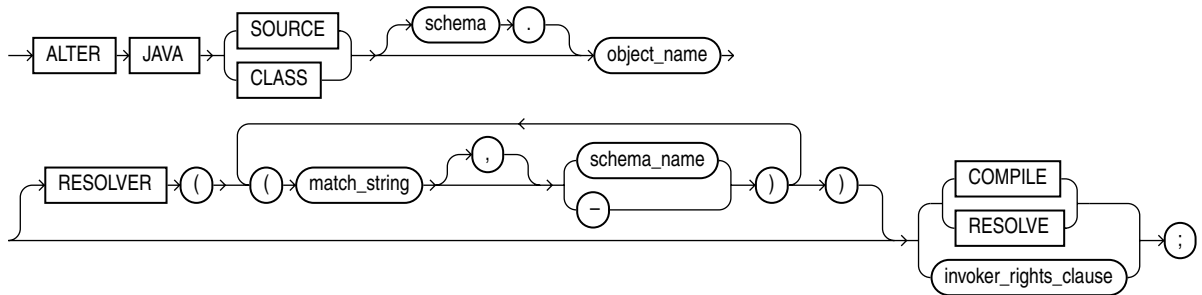 SOURCE schema .
ALTER JAVA object_name
CLASS
, schema_name COMPILE
RESOLVER ( ( match_string ) )
– RESOLVE
;
invoker_rights_clause